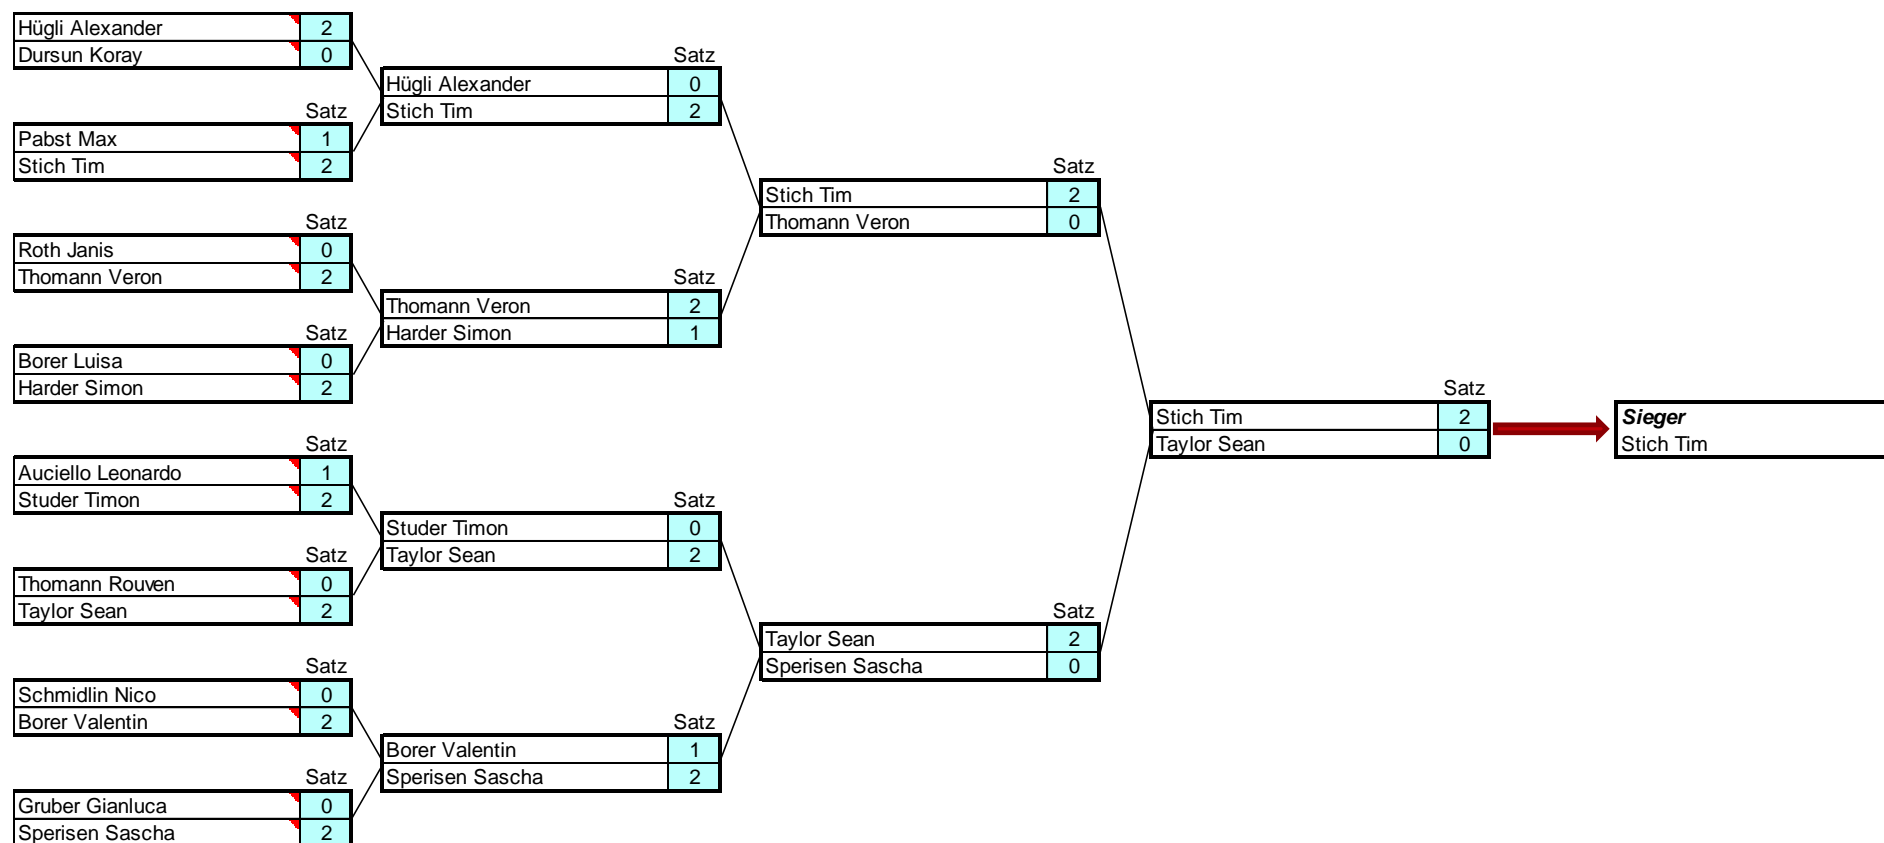 Hügli Alexander 2
Dursun Koray 0
Satz
Pabst Max 1
Stich Tim 2
Satz
Roth Janis 0
Thomann Veron 2
Satz
Borer Luisa 0
Harder Simon 2
Satz
Auciello Leonardo 1
Studer Timon 2
Satz
Thomann Rouven 0
Taylor Sean 2
Satz
Schmidlin Nico 0
Borer Valentin 2
Satz
Gruber Gianluca 0
Sperisen Sascha 2
Satz
Hügli Alexander 0
Stich Tim 2
Satz
Thomann Veron 2
Harder Simon 1
Satz
Studer Timon 0
Taylor Sean 2
Satz
Borer Valentin 1
Sperisen Sascha 2
Satz
Stich Tim 2
Thomann Veron 0
Satz
Taylor Sean 2
Sperisen Sascha 0
Satz
Stich Tim 2
Taylor Sean 0
Sieger
Stich Tim